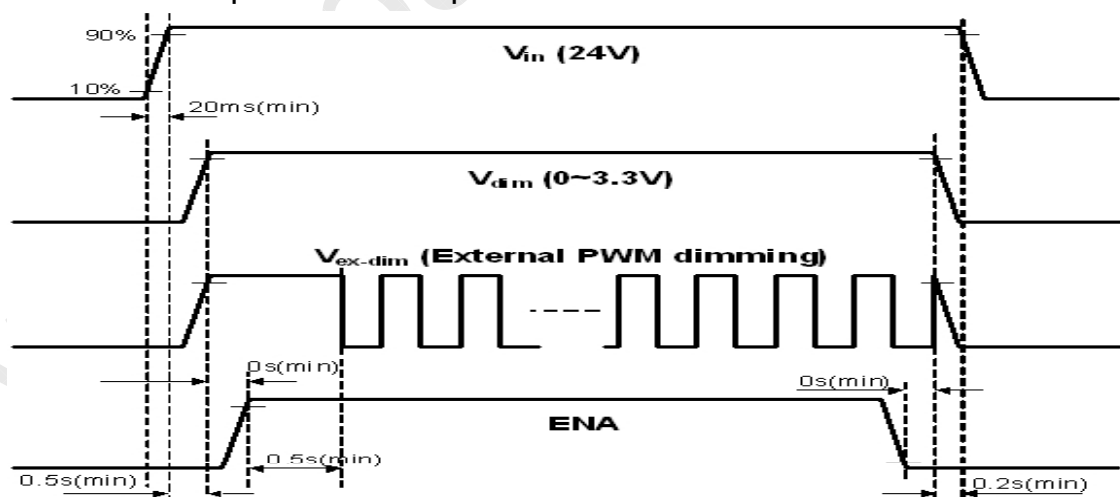 90%
Vin (24V)
10%
20ms(min)
Vdim (0~3.3V)
Vex-dim (External PWM dimming)
0s(min)
0s(min)
ENA
0.5s(min)
0.5s(min)
0.2s(min)